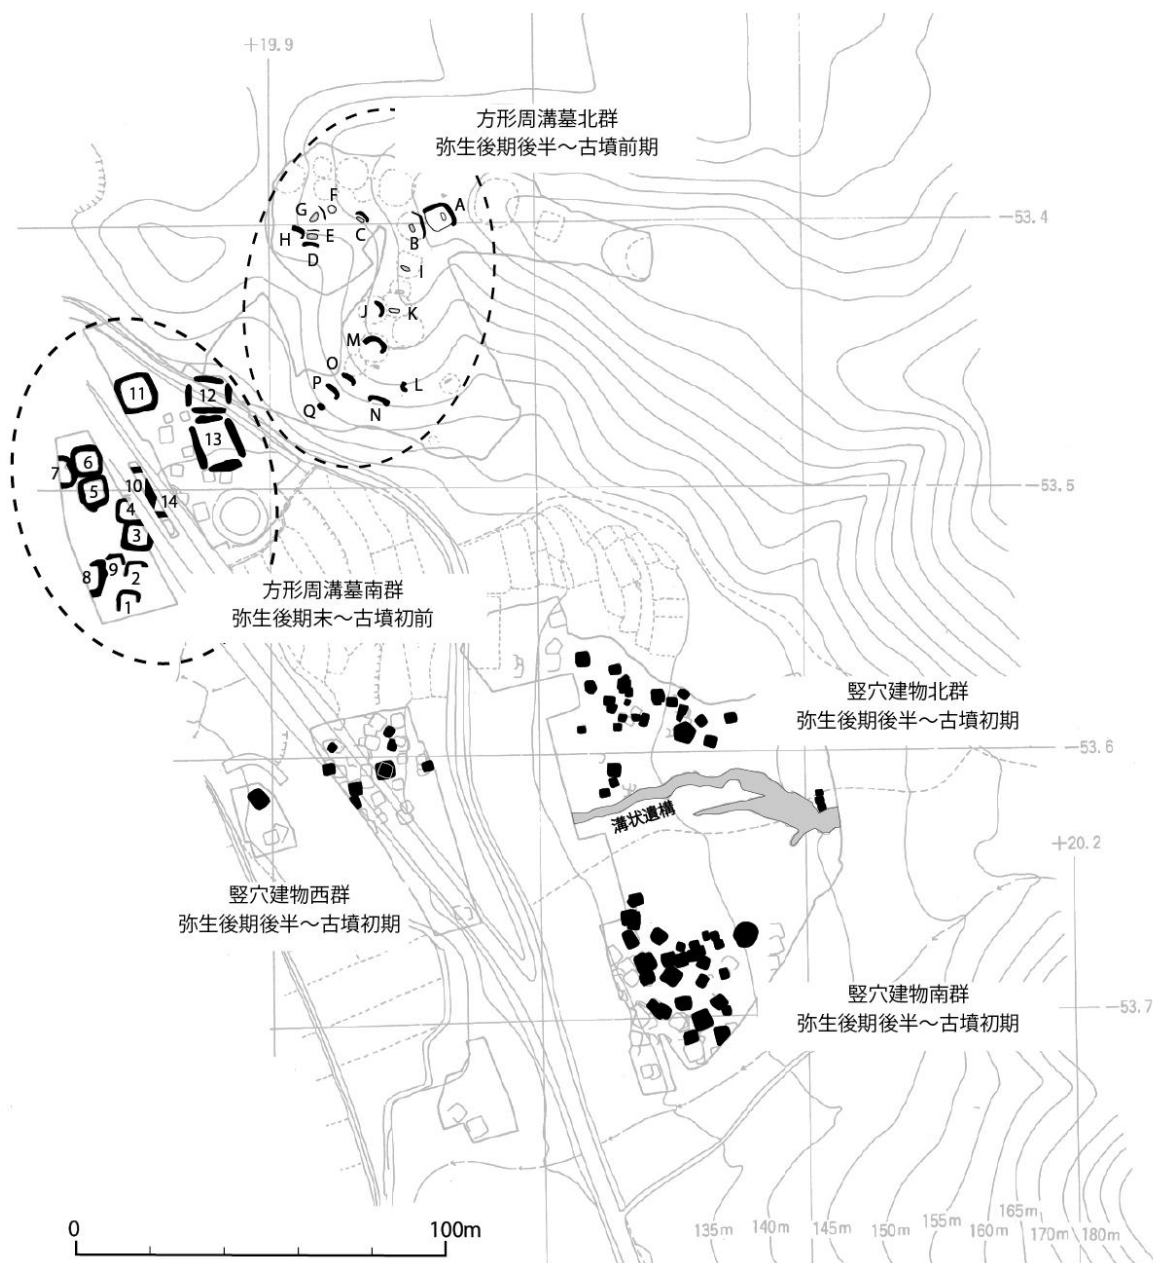 +19.9
方形周溝墓北群
弥生後期後半～古墳前期
F
G
A
H
E
C
B
D
-53.4
I
J
K
M
O
L
P
Q
N
11
12
13
6
7
5
10
14
4
3
9
8
2
1
-53.5
方形周溝墓南群
弥生後期末～古墳初前
竪穴建物北群
弥生後期後半～古墳初期
-53.6
溝状遺構
+20.2
竪穴建物西群
弥生後期後半～古墳初期
竪穴建物南群
弥生後期後半～古墳初期
-53.7
0
100m
135m
140m
145m
150m
155m
160m
165m
170m
180m